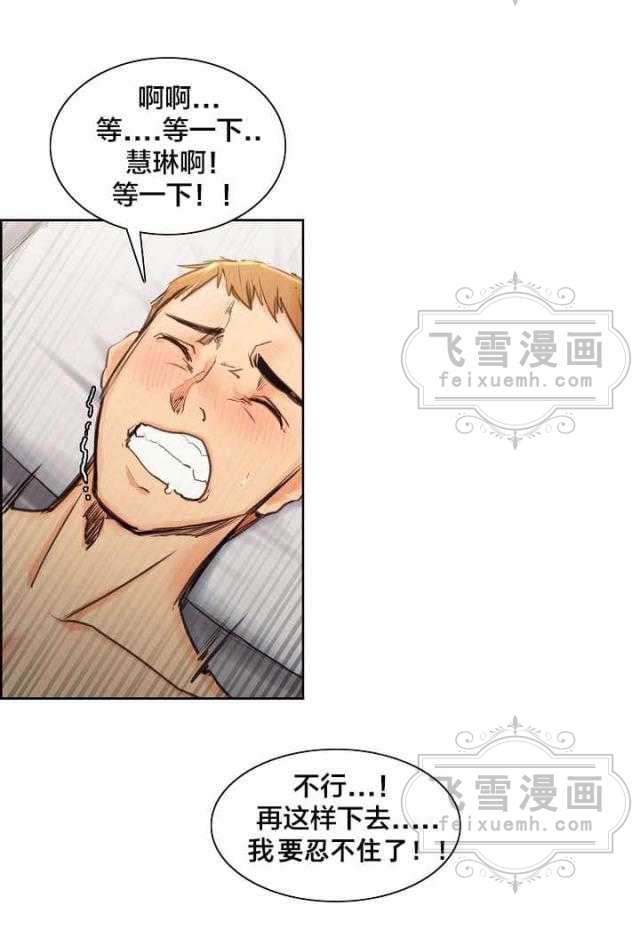 啊啊...
等....等一下..
慧琳啊！
等一下！！
飞雪漫画
feixuemh.com
不行...！
再这样下去.....
我要忍不住了！！
飞雪漫画
feixuemh.com